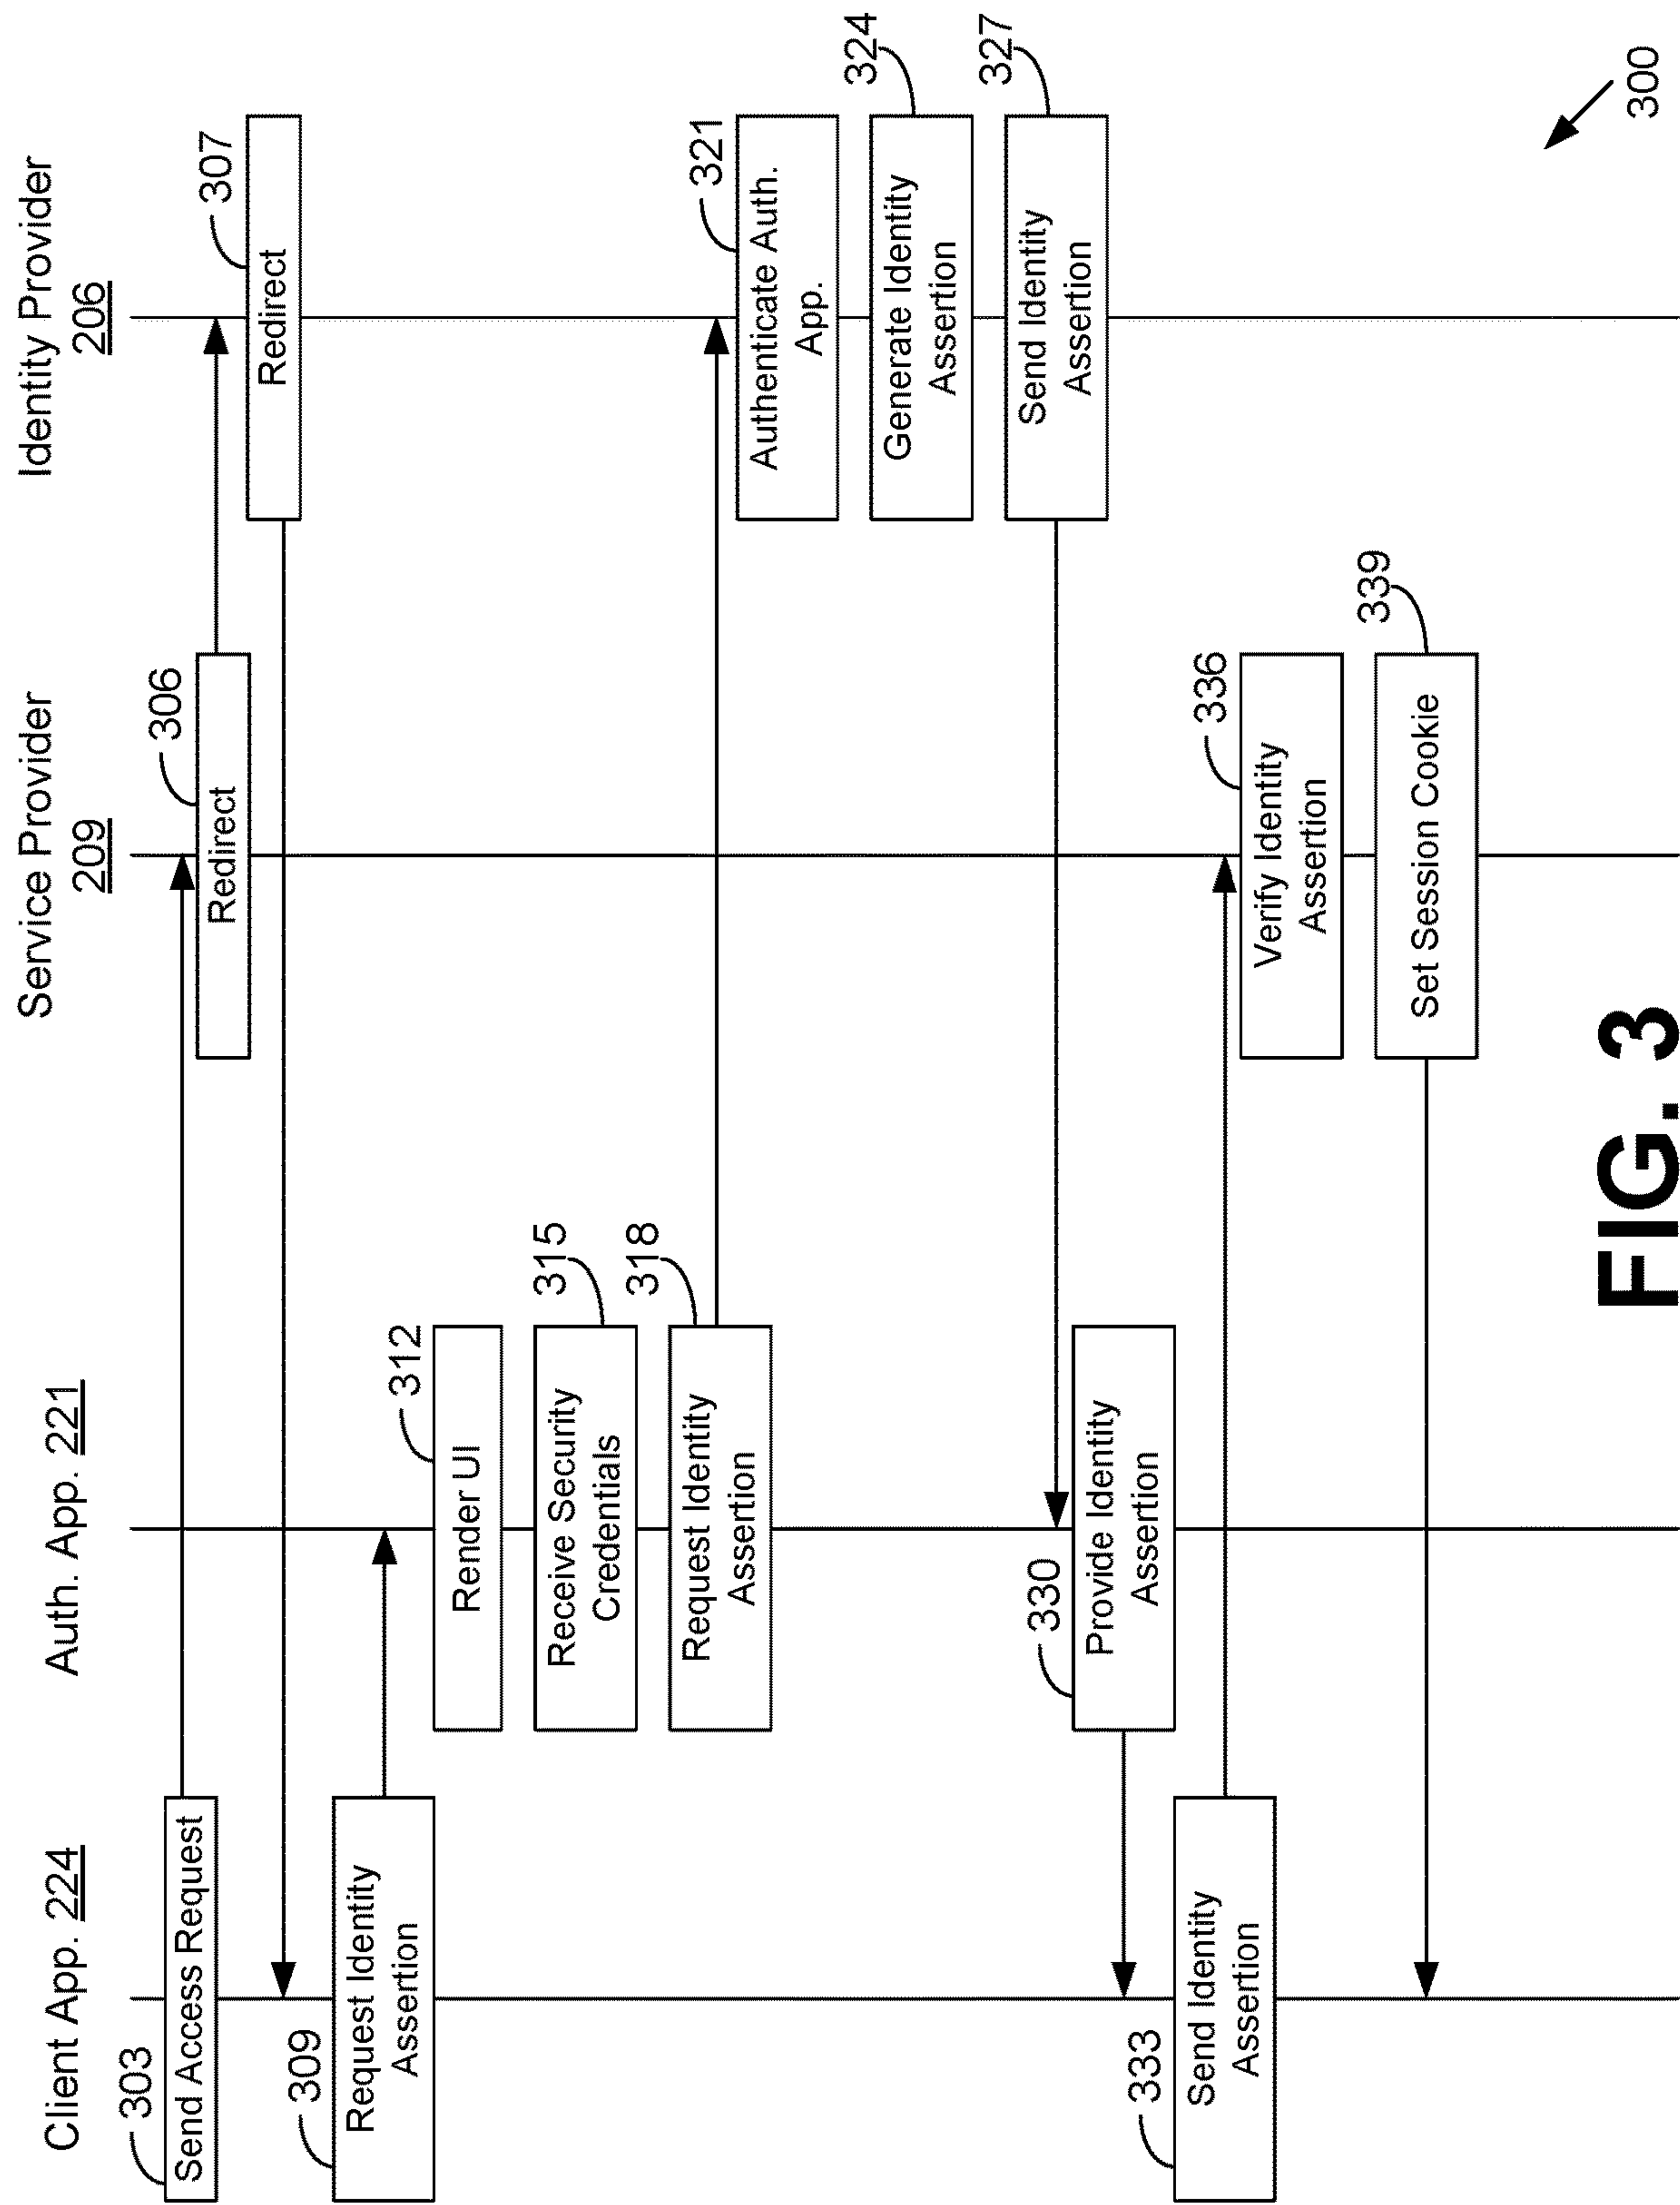 Client App. 224
Auth. App. 221
Service Provider
209
Identity Provider
206
303
Send Access Request
306
Redirect
307
Redirect
309
Request Identity
Assertion
312
Render UI
315
Receive Security
Credentials
318
Request Identity
Assertion
321
Authenticate Auth.
App.
324
Generate Identity
Assertion
327
Send Identity
Assertion
330
Provide Identity
Assertion
333
Send Identity
Assertion
336
Verify Identity
Assertion
339
Set Session Cookie
300
FIG. 3